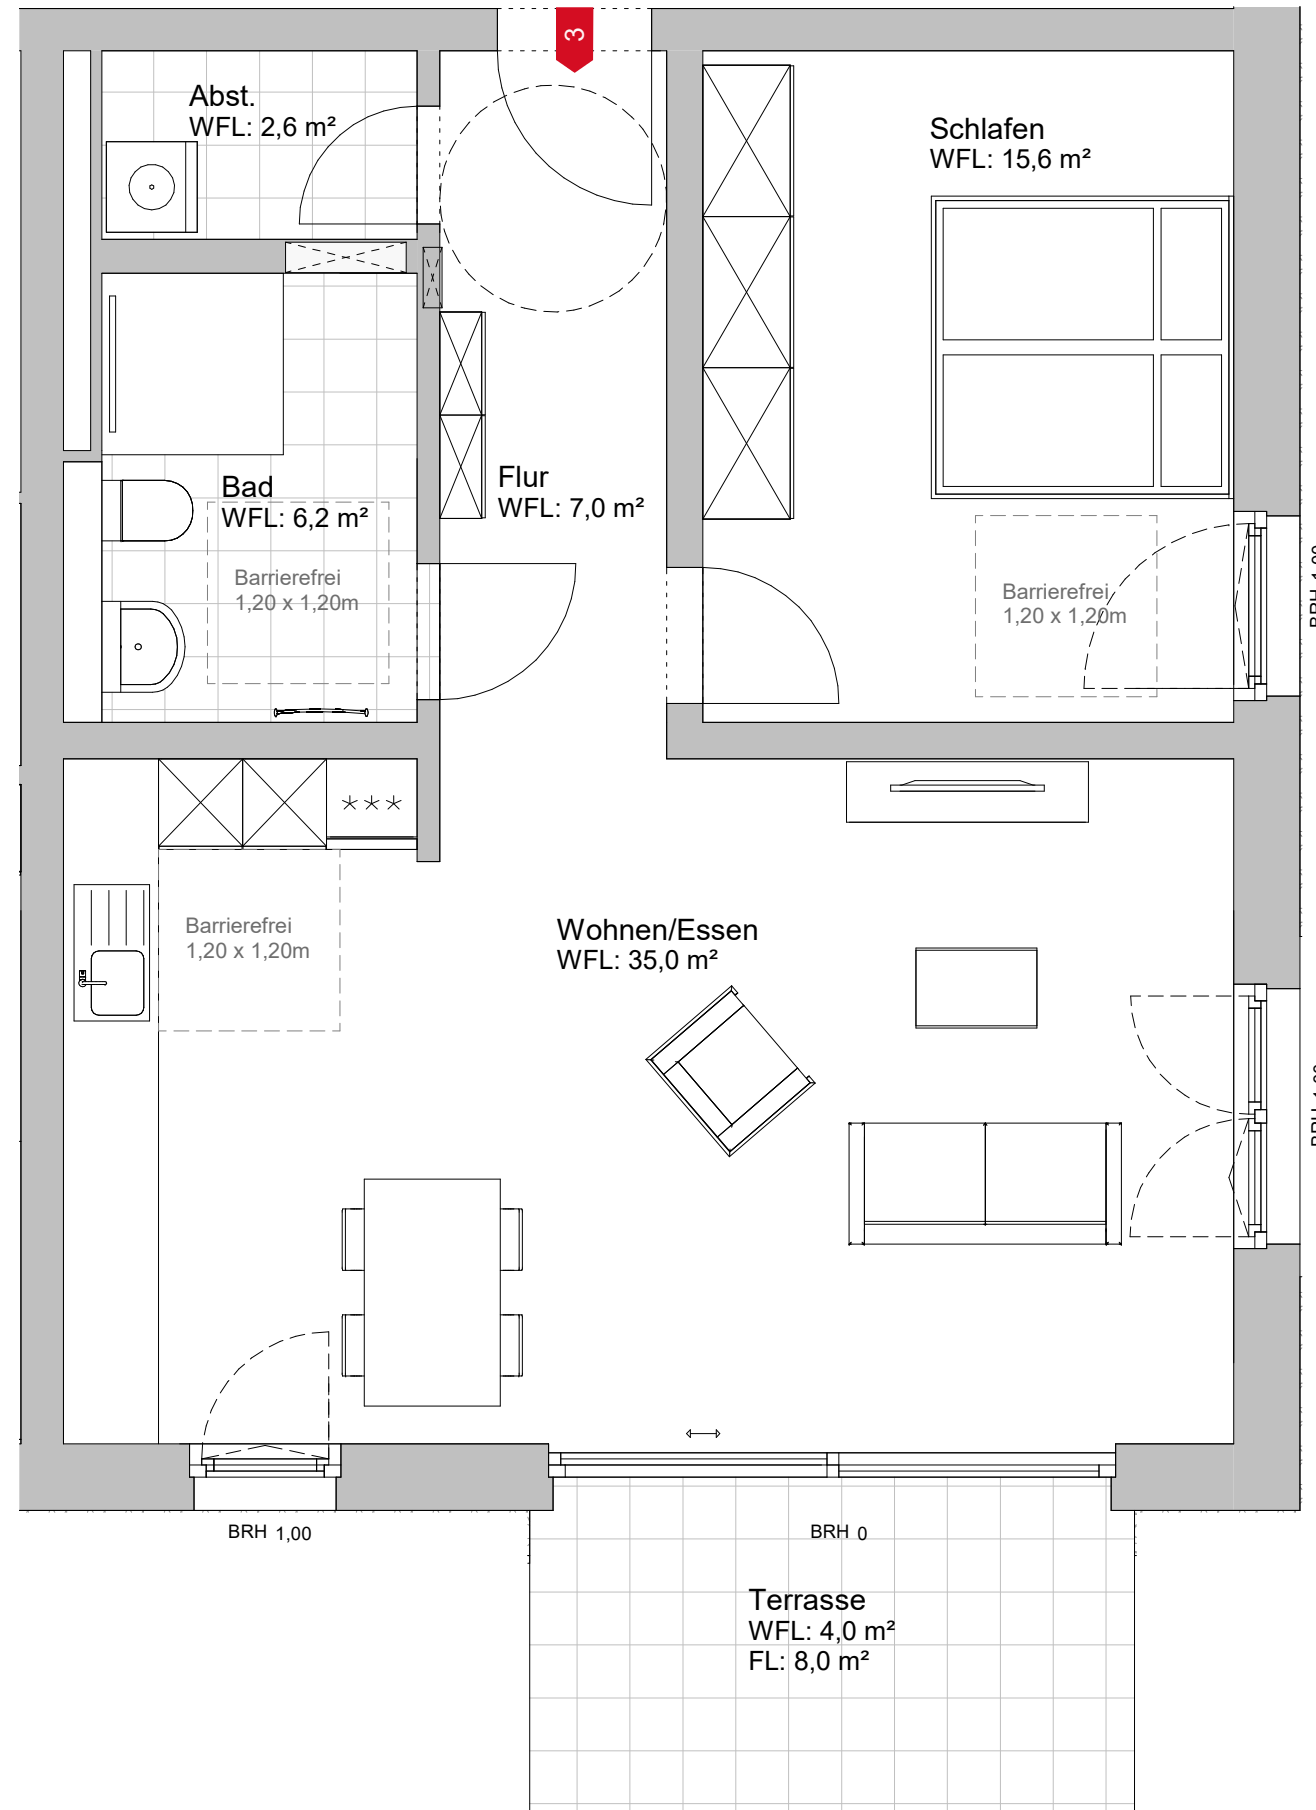 3
Abst.
WFL: 2,6 m²
Schlafen
WFL: 15,6 m²
Bad
WFL: 6,2 m²
Barrierefrei
1,20 x 1,20m
Flur
WFL: 7,0 m²
Barrierefrei
1,20 x 1,20m
Barrierefrei
1,20 x 1,20m
Wohnen/Essen
WFL: 35,0 m²
BRH 1,00
BRH 0
Terrasse
WFL: 4,0 m²
FL: 8,0 m²